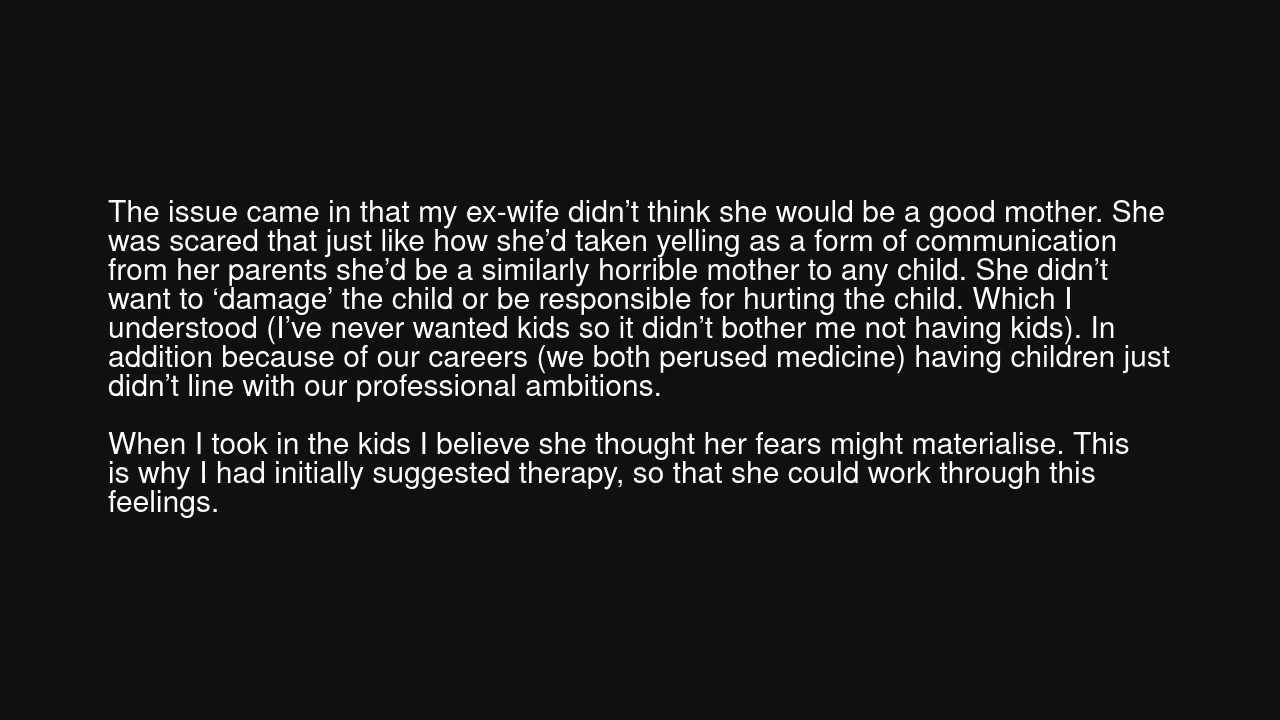 The issue came in that my ex-wife didn’t think she would be a good mother. She
was scared that just like how she’d taken yelling as a form of communication
from her parents she’d be a similarly horrible mother to any child. She didn’t
want to ‘damage’ the child or be responsible for hurting the child. Which I
understood (I’ve never wanted kids so it didn’t bother me not having kids). In
addition because of our careers (we both perused medicine) having children just
didn’t line with our professional ambitions.
When I took in the kids I believe she thought her fears might materialise. This
is why I had initially suggested therapy, so that she could work through this
feelings.